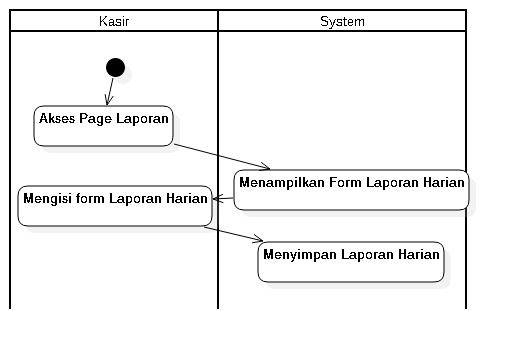 Kasir
System
Akses Page Laporan
Menampilkan Form Laporan Harian
Mengisi form Laporan Harian
Menyimpan Laporan Harian